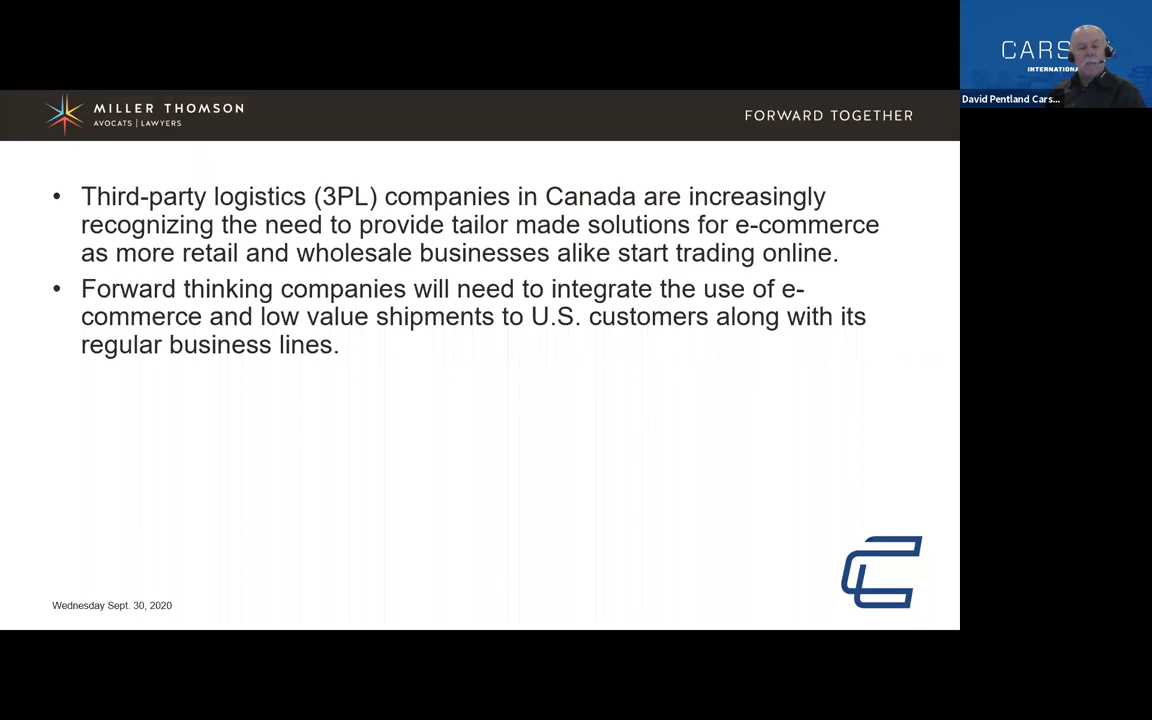 MILLER THOMSON
AVOCATS | LAWYERS
FORWARD TOGETHER
CARS
INTERNATIONA
David Pentland Cars...
• Third-party logistics (3PL) companies in Canada are increasingly
recognizing the need to provide tailor made solutions for e-commerce
as more retail and wholesale businesses alike start trading online.
• Forward thinking companies will need to integrate the use of e-
commerce and low value shipments to U.S. customers along with its
regular business lines.
Wednesday Sept. 30, 2020